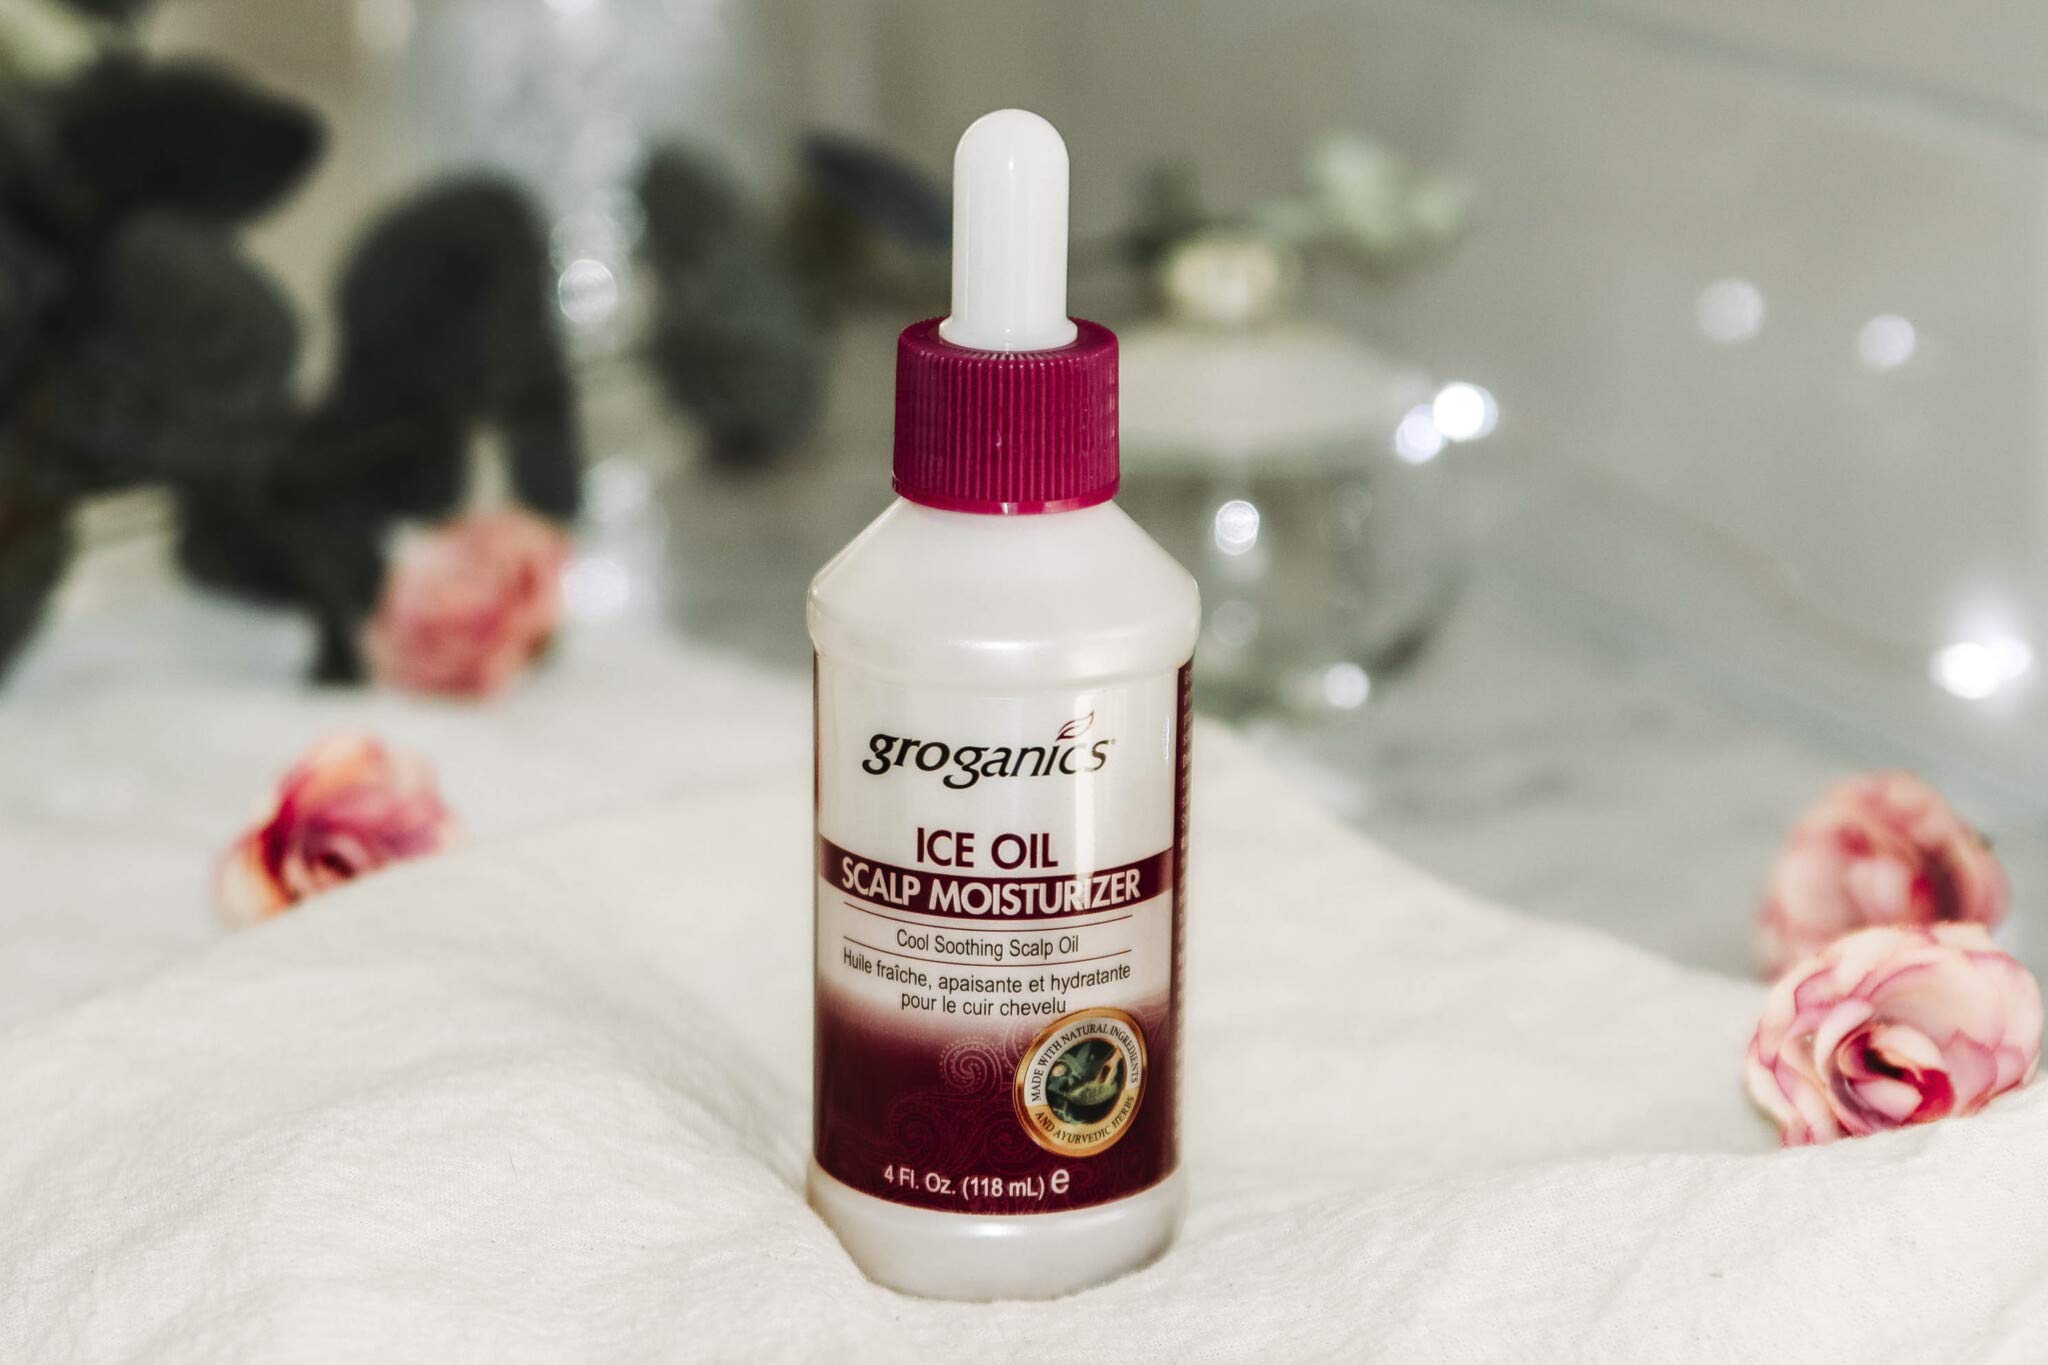 groganics
ICE OIL
SCALP MOISTURIZER
Cool Soothing Scalp Oil
Huile fraîche, apaisante et hydratante
pour le cuir chevelu
MADE WITH NATURAL INGREDIENTS
AND AYURVEDIC HERBS
4 Fl. Oz. (118 mL) e